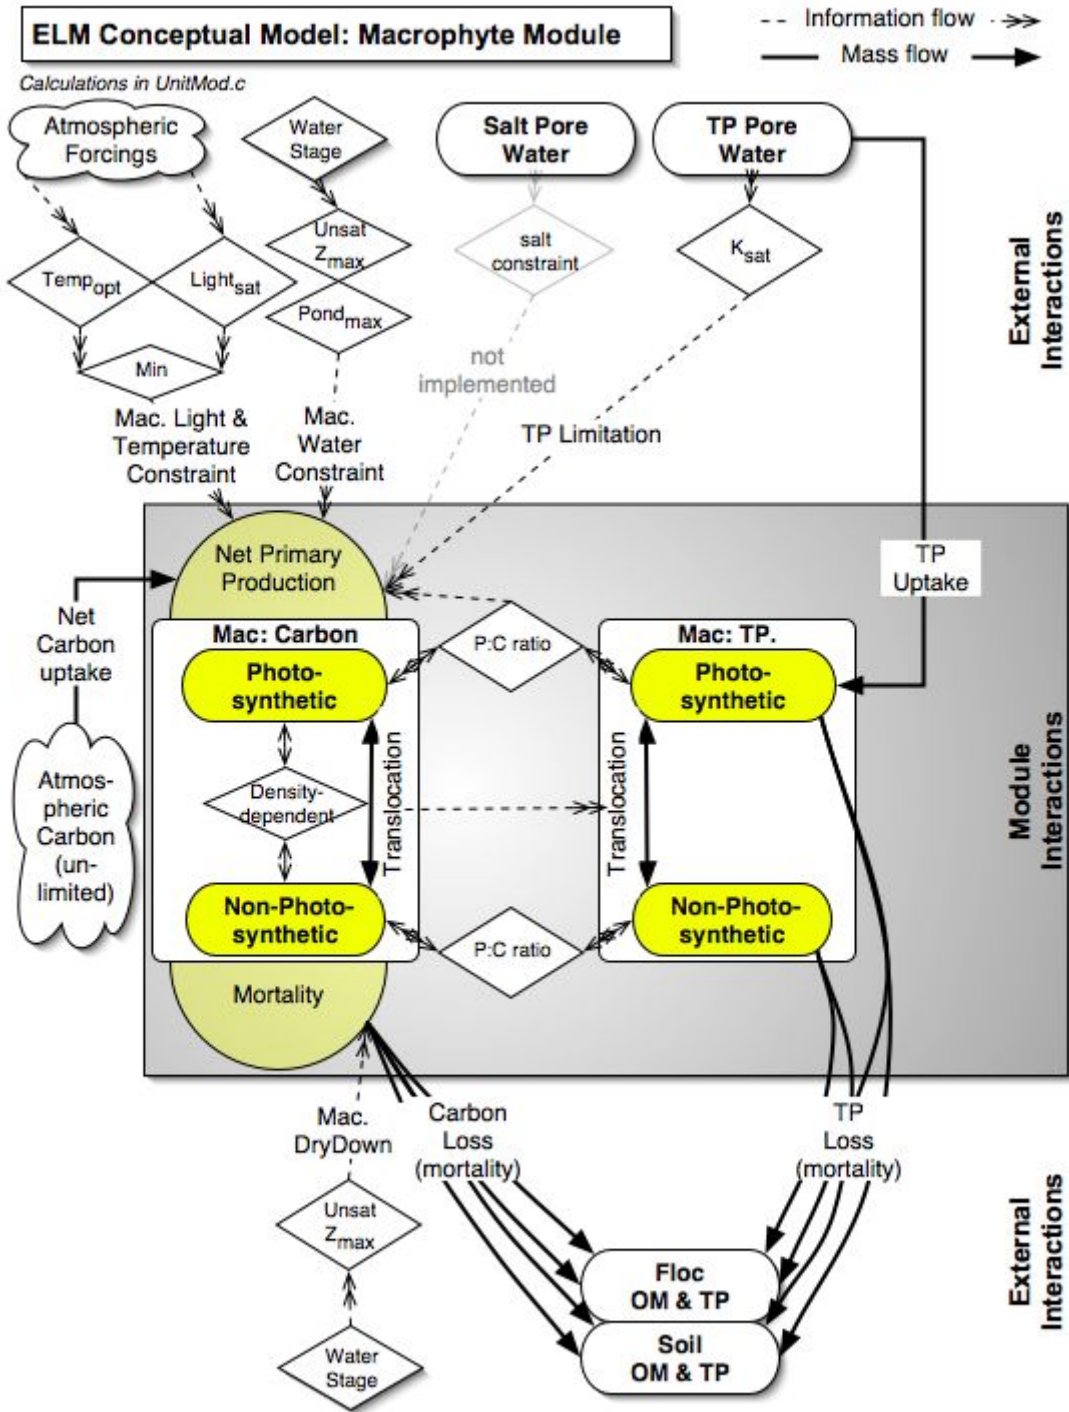 ELM Conceptual Model: Macrophyte Module
Information flow
Mass flow
Calculations in UnitMod.c
Atmospheric
Forcings
Water
Stage
Salt Pore
Water
TP Pore
Water
Unsat
Zmax
Pondmax
Tempopt
Lightsat
Min
salt
constraint
Ksat
External
Interactions
Mac. Light &
Temperature
Constraint
Mac.
Water
Constraint
not
implemented
TP Limitation
Net Primary
Production
TP
Uptake
Net
Carbon
uptake
Mac: Carbon
P:C ratio
Mac: TP.
Photo-
synthetic
Photo-
synthetic
Atmos-
pheric
Carbon
(un-
limited)
Density-
dependent
Translocation
Translocation
Module
Interactions
Non-Photo-
synthetic
P:C ratio
Non-Photo-
synthetic
Mortality
Mac.
DryDown
Carbon
Loss
(mortality)
TP
Loss
(mortality)
Unsat
Zmax
Water
Stage
Floc
OM & TP
Soil
OM & TP
External
Interactions